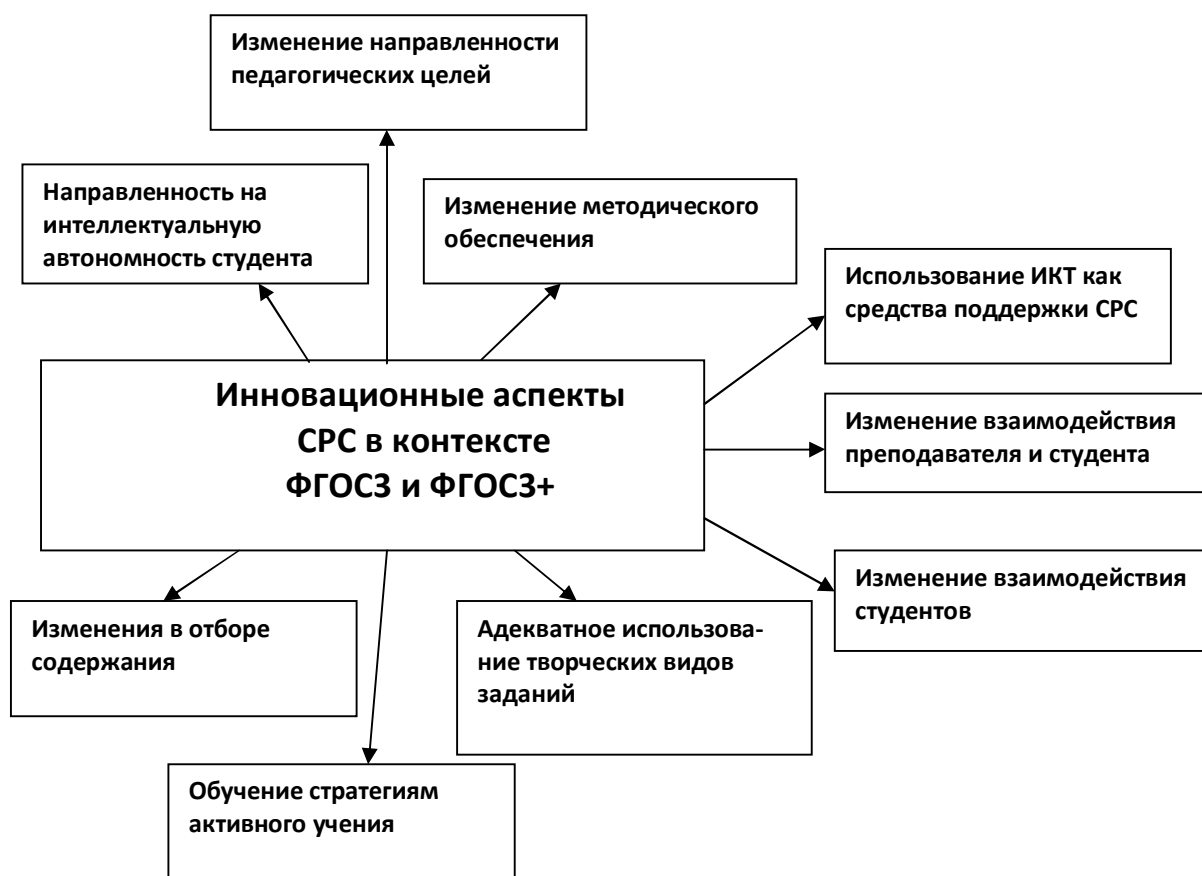 Изменение направленности
педагогических целей
Направленность на
интеллектуальную
автономность студента
Изменение методического
обеспечения
Использование ИКТ как
средства поддержки СРС
Инновационные аспекты
СРС в контексте
ФГОС3 и ФГОС3+
Изменение взаимодействия
преподавателя и студента
Изменение взаимодействия
студентов
Изменения в отборе
содержания
Адекватное использова-
ние творческих видов
заданий
Обучение стратегиям
активного учения